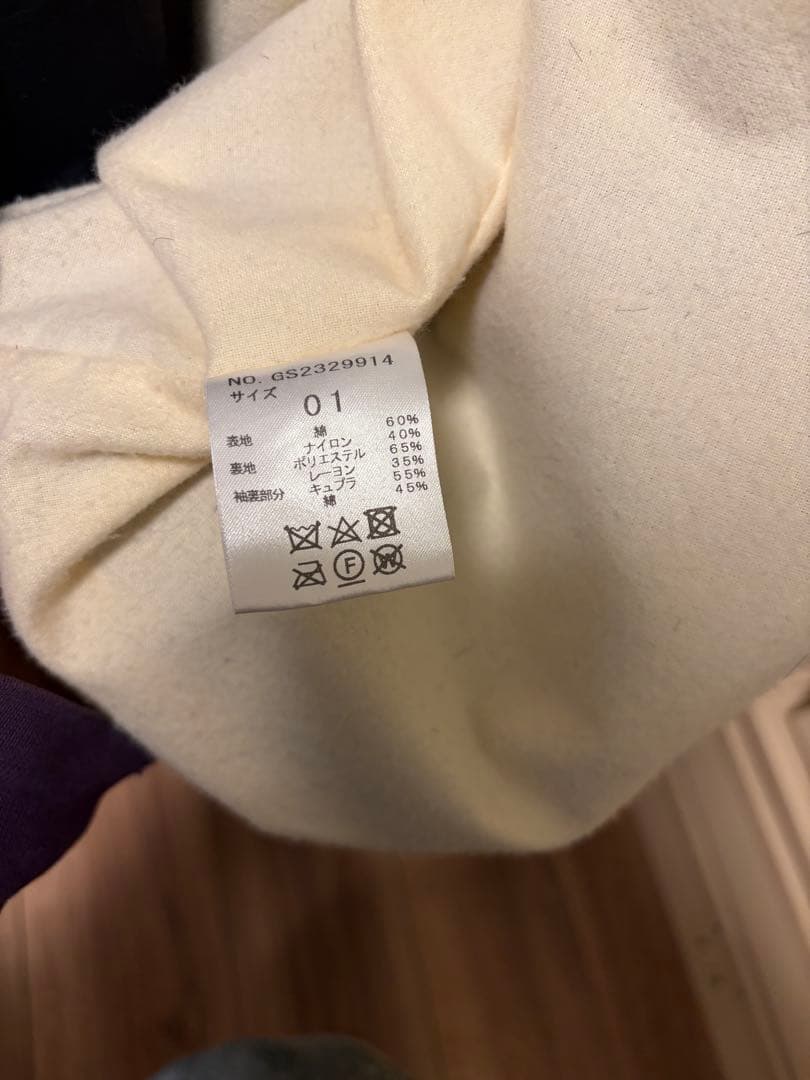 NO. GS2329914
サイズ 01
表地 綿 60%
ナイロン 40%
裏地 ポリエステル 65%
レーヨン 35%
袖裏部分 キュプラ 55%
綿 45%
F
W